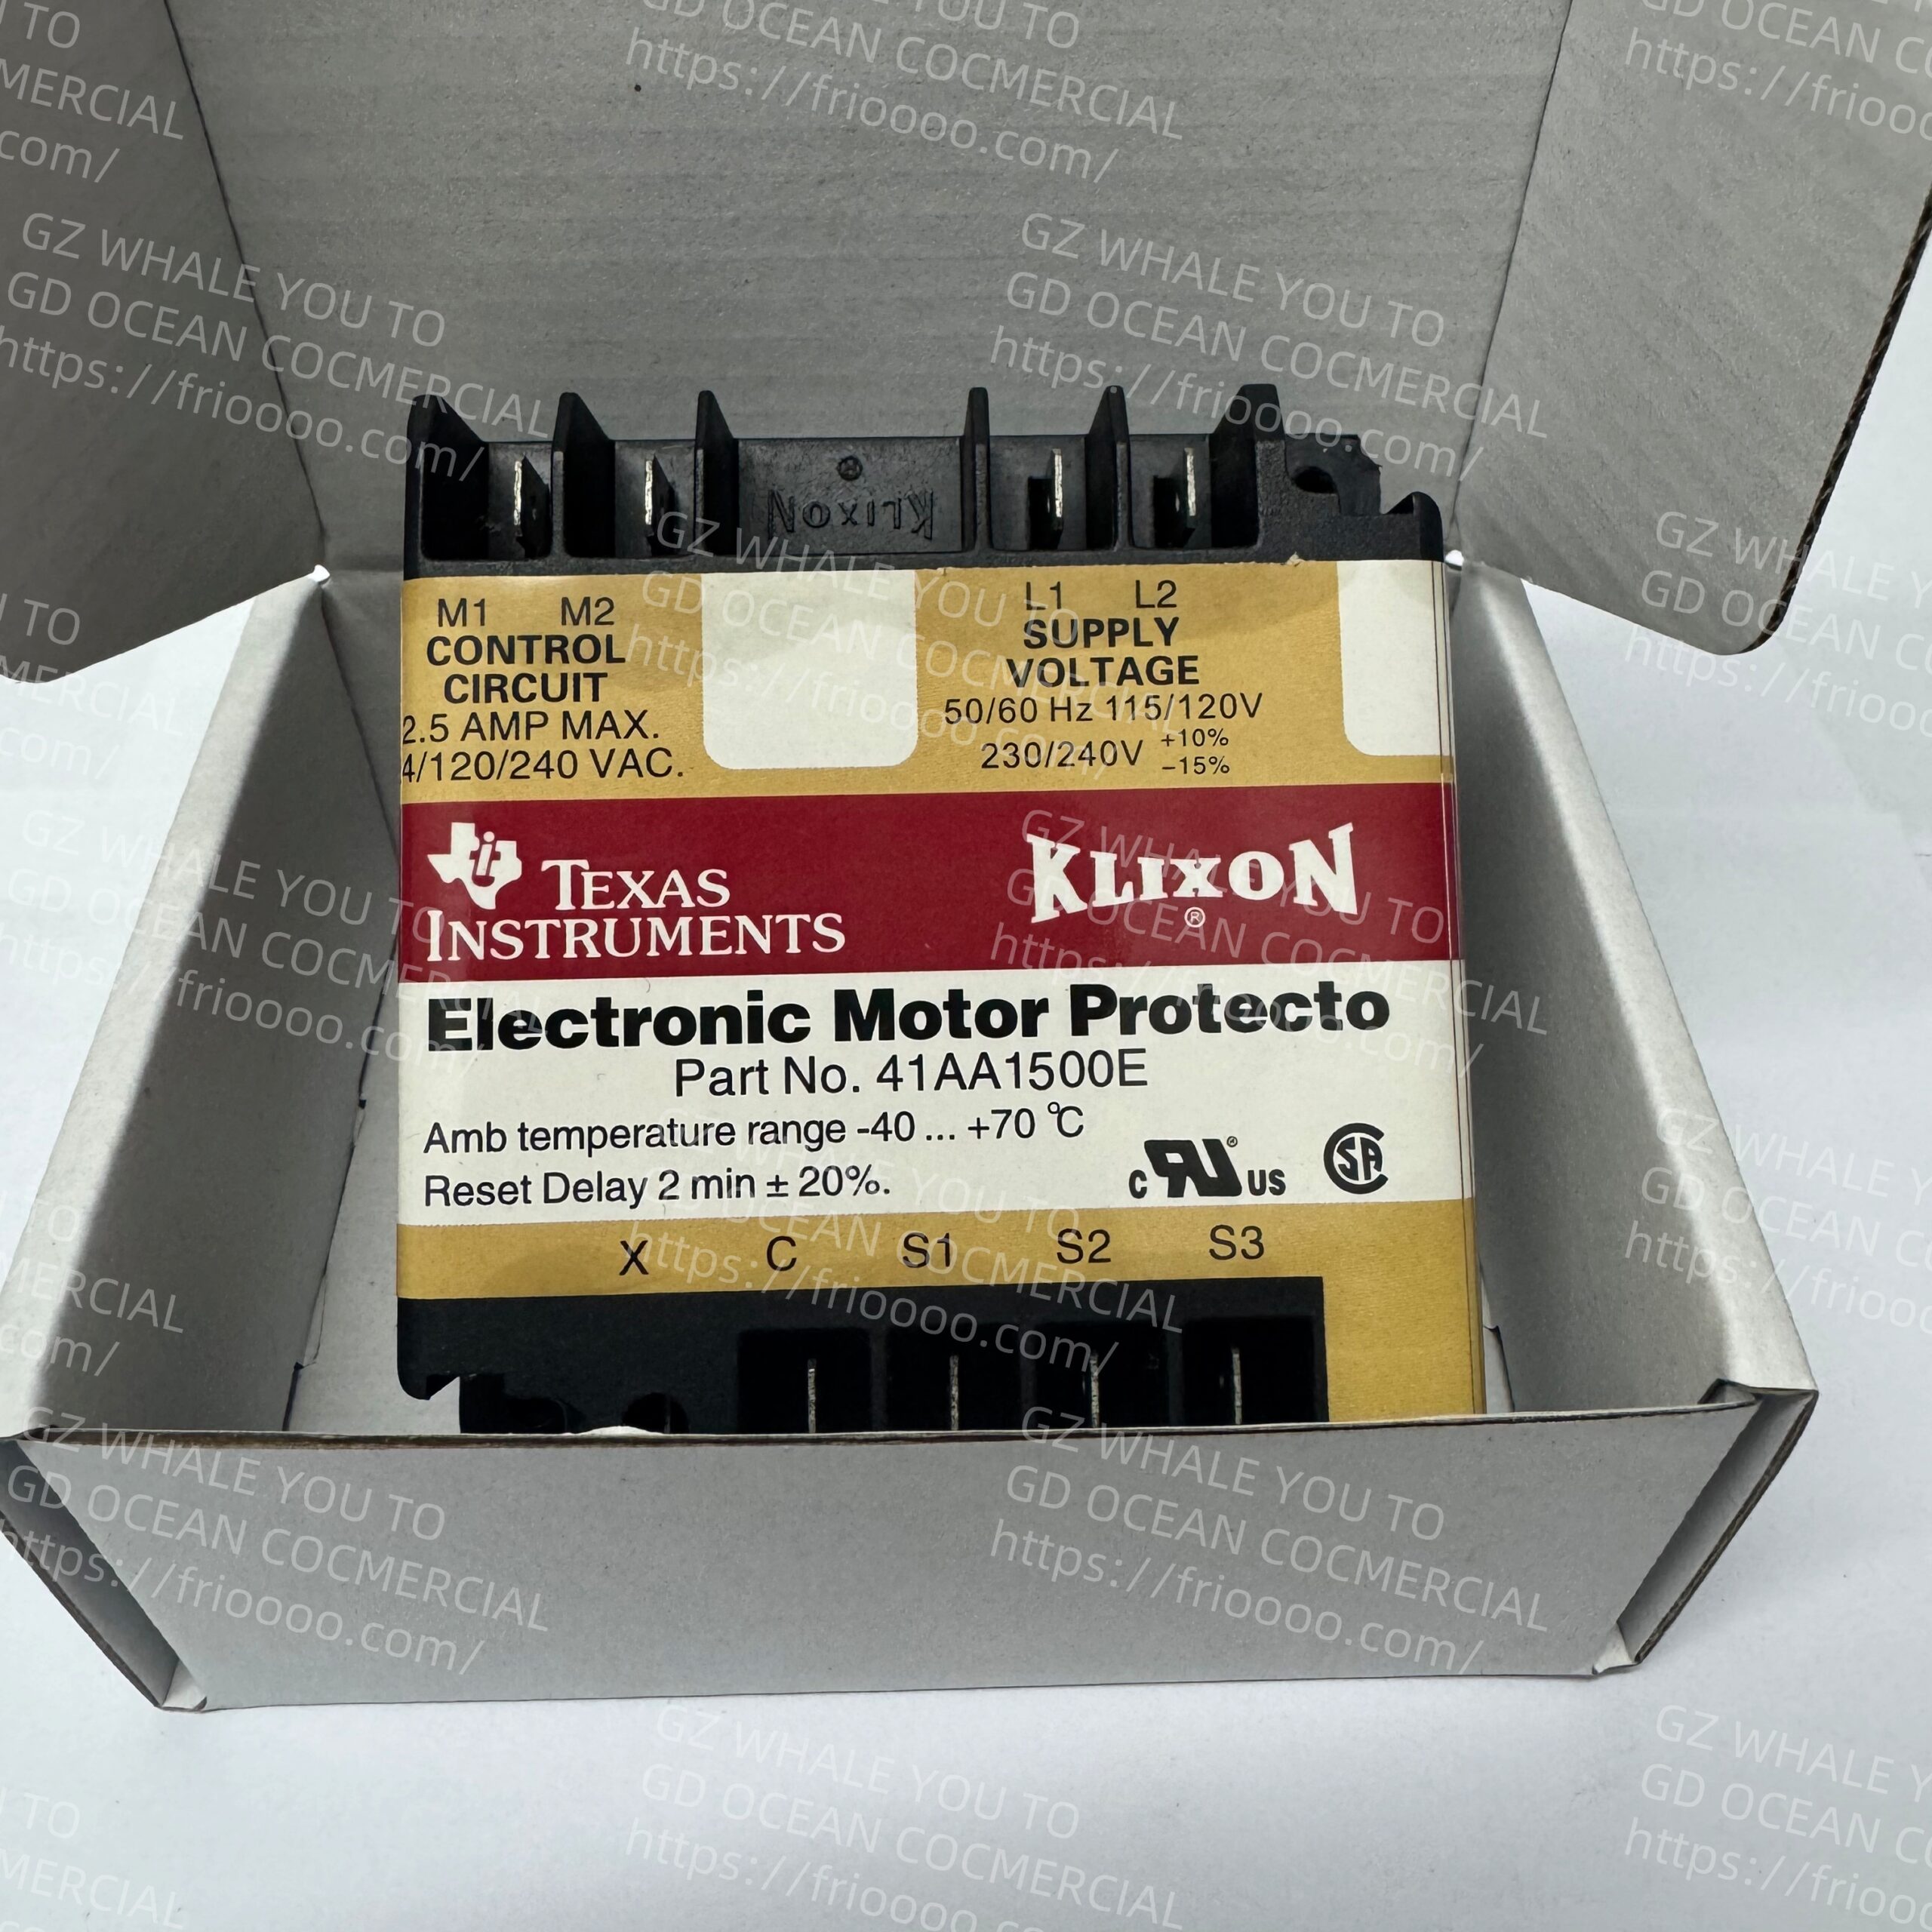 KLIXON
M1 M2
CONTROL
CIRCUIT
2.5 AMP MAX.
4/120/240 VAC.
L1 L2
SUPPLY
VOLTAGE
50/60 Hz 115/120V
230/240V +10%
–15%
TEXAS
INSTRUMENTS
KLIXON
®
Electronic Motor Protecto
Part No. 41AA1500E
Amb temperature range -40 ... +70 ℃
Reset Delay 2 min ± 20%.
c RU ® US SA
X C S1 S2 S3
GZ WHALE YOU TO
GD OCEAN COCMERCIAL
https://frioooo.com/